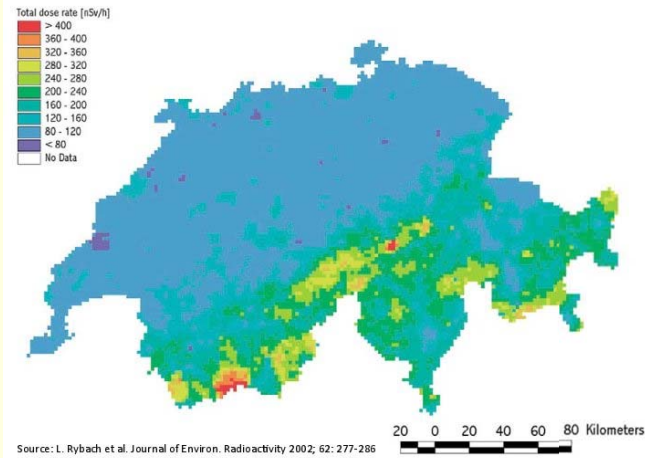 Total dose rate [nSv/h]
> 400
360 - 400
320 - 360
280 - 320
240 - 280
200 - 240
160 - 200
120 - 160
80 - 120
< 80
No Data
20 0 20 40 60 80 Kilometers
Source: L. Rybach et al. Journal of Environ. Radioactivity 2002; 62: 277-286